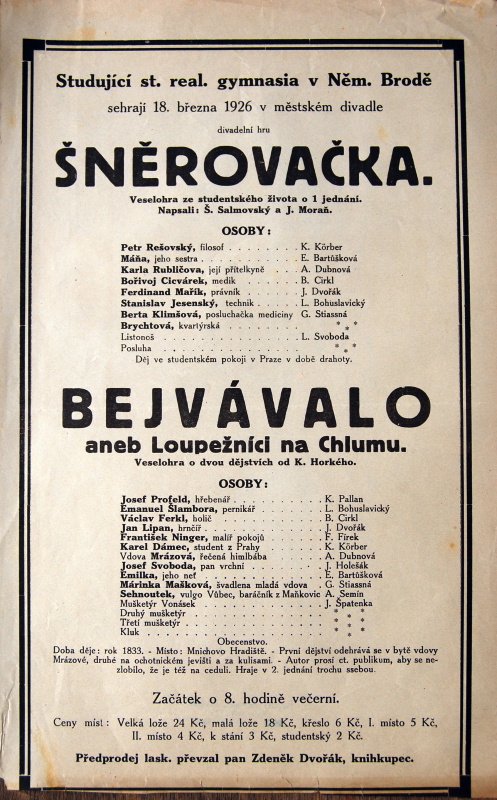 Studující st. real. gymnasia v Něm. Brodě
sehrají 18. března 1926 v městském divadle
divadelní hru
ŠNĚROVAČKA.
Veselohra ze studentského života o 1 jednání.
Napsali: Š. Salmovský a J. Moraň.
OSOBY:
Petr Rešovský, filosof . . . . . . . . K. Körber
Máňa, jeho sestra . . . . . . . . . . . E. Bartůšková
Karla Rubličova, její přítelkyně . . . A. Dubnová
Bořivoj Cicvárek, medik . . . . . . . B. Cirkl
Ferdinand Mařík, právník . . . . . . . J. Dvořák
Stanislav Jesenský, technik . . . . . L. Bohuslavický
Berta Klimšová, posluchačka mediciny G. Stiassná
Brychtová, kvartýrská . . . . . . . . * * *
Listonoš . . . . . . . . . . . . . . L. Svoboda
Posluha . . . . . . . . . . . . . . * * *
Děj ve studentském pokoji v Praze v době drahoty.
BEJVÁVALO
aneb Loupežníci na Chlumu.
Veselohra o dvou dějstvích od K. Horkého.
OSOBY:
Josef Profeld, hřebenář . . . . . . . . . K. Pallan
Emanuel Šlambora, pernikář . . . . . . . L. Bohuslavický
Václav Ferkl, holič . . . . . . . . . . B. Cirkl
Jan Lipan, hrnčíř . . . . . . . . . . . J. Dvořák
František Ninger, malíř pokojů . . . . . F. Fírek
Karel Dámec, student z Prahy . . . . . . K. Körber
Vdova Mrázová, řečená himlbába . . . . . A. Dubnová
Josef Svoboda, pan vrchní . . . . . . . J. Holešák
Emilka, jeho neť . . . . . . . . . . . . E. Bartůšková
Márinka Mašková, švadlena mladá vdova . G. Stiassná
Sehnoutek, vulgo Vůbec, baráčník z Maňkovic A. Semín
Mušketýr Vonásek . . . . . . . . . . . . J. Špatenka
Druhý mušketýr . . . . . . . . . . . . * * *
Třetí mušketýr . . . . . . . . . . . . * * *
Kluk . . . . . . . . . . . . . . . . . * * *
Obecenstvo.
Doba děje: rok 1833. - Místo: Mnichovo Hradiště. - První dějství odehrává se v bytě vdovy
Mrázové, druhé na ochotnickém jevišti a za kulisami. - Autor prosí ct. publikum, aby se ne-
zlobilo, že je též na ceduli. Hraje v 2. jednání trochu ssebou.
Začátek o 8. hodině večerní.
Ceny míst: Velká lože 24 Kč, malá lože 18 Kč, křeslo 6 Kč, I. místo 5 Kč,
II. místo 4 Kč, k stání 3 Kč, studentský 2 Kč.
Předprodej lask. převzal pan Zdeněk Dvořák, knihkupec.